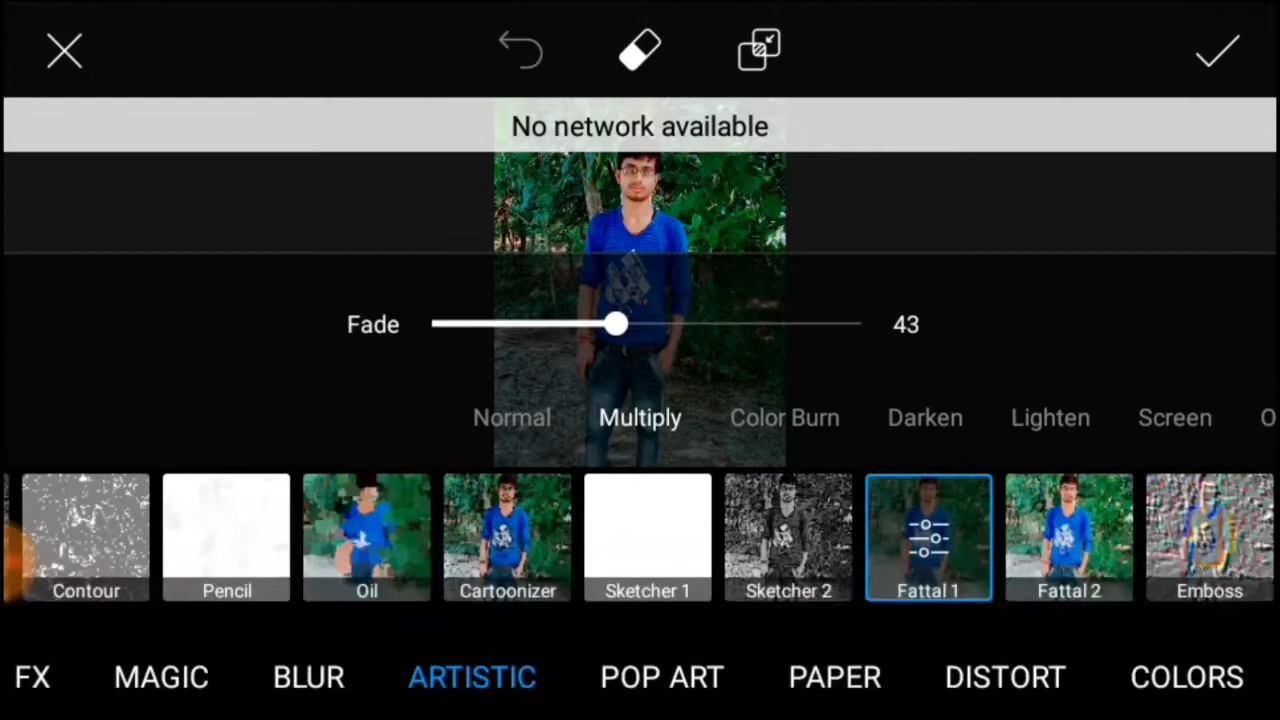 No network available
Fade 43
Normal Multiply Color Burn Darken Lighten Screen O
Contour Pencil Oil Cartoonizer Sketcher 1 Sketcher 2 Fattal 1 Fattal 2 Emboss
FX MAGIC BLUR ARTISTIC POP ART PAPER DISTORT COLORS